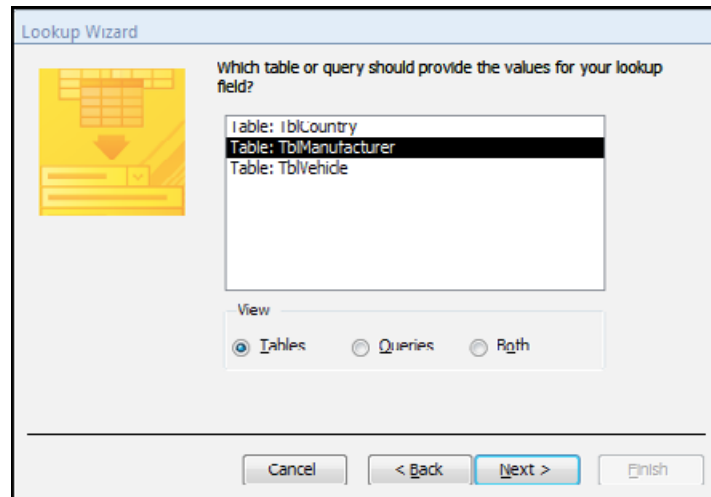 Lookup Wizard
Which table or query should provide the values for your lookup
field?
Table: TblCountry
Table: TblManufacturer
Table: TblVehicle
View
Tables
Queries
Both
Cancel
< Back
Next >
Finish